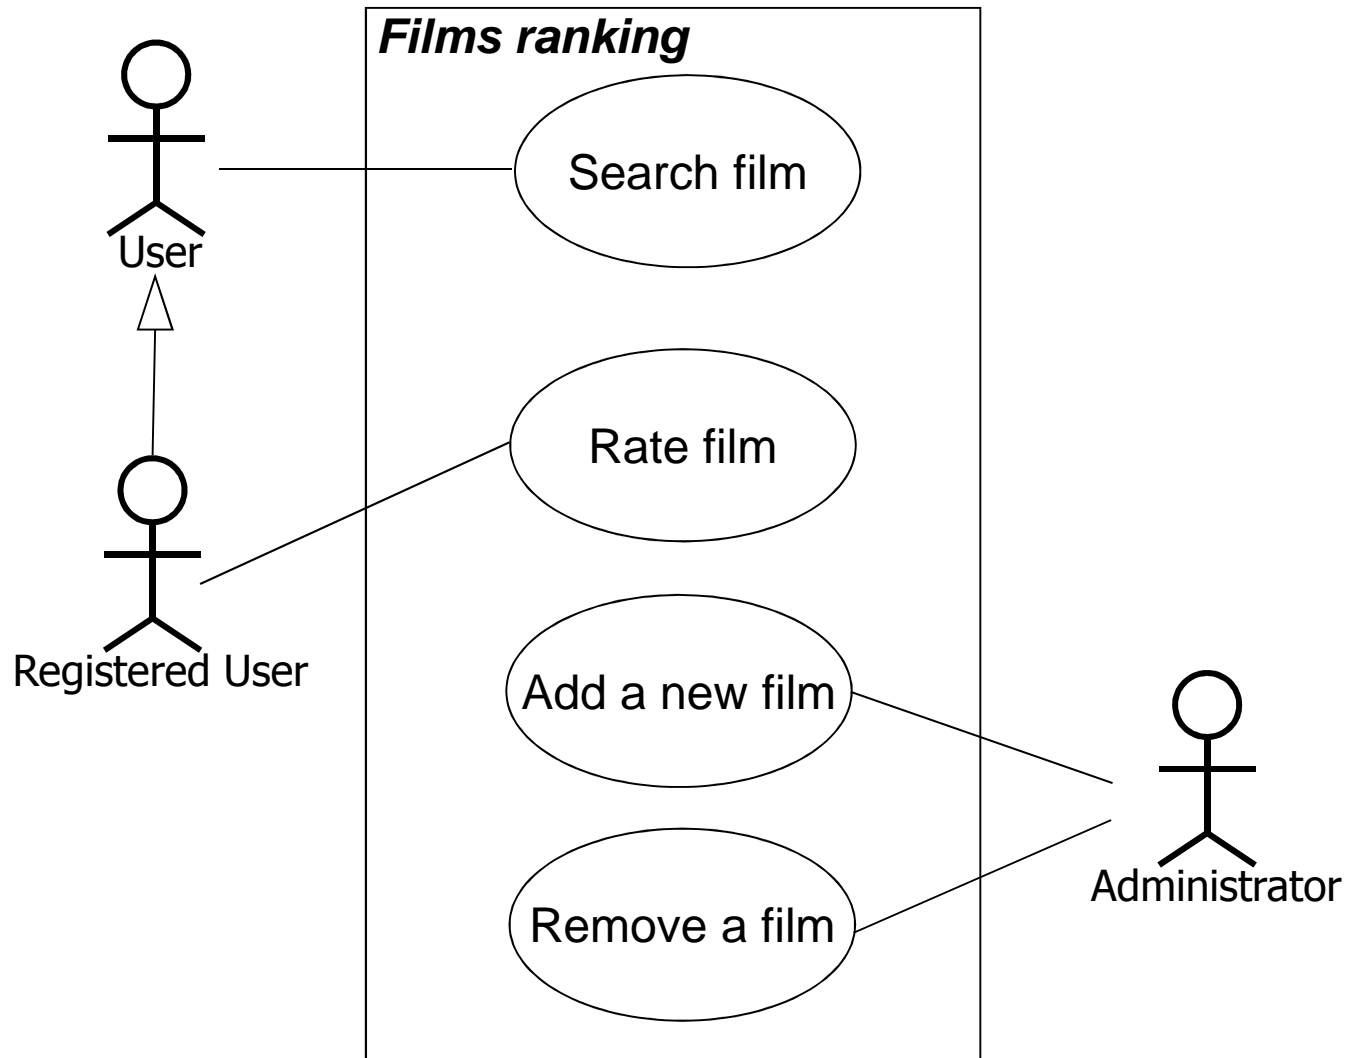 Films ranking
Search film
User
Rate film
Registered User
Add a new film
Administrator
Remove a film